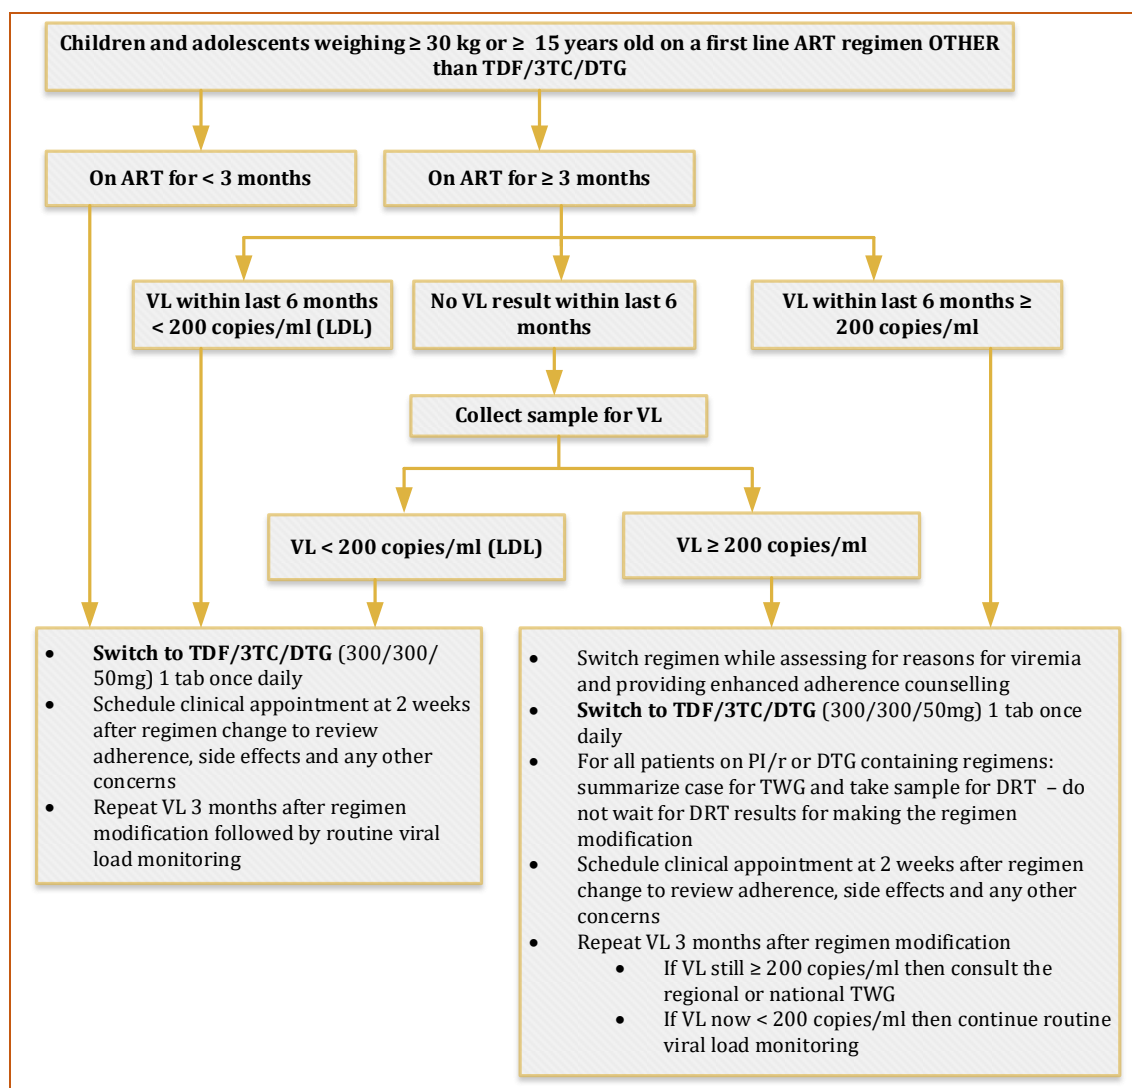 Children and adolescents weighing ≥ 30 kg or ≥ 15 years old on a first line ART regimen OTHER
than TDF/3TC/DTG
On ART for < 3 months
On ART for ≥ 3 months
VL within last 6 months
< 200 copies/ml (LDL)
No VL result within last 6
months
VL within last 6 months ≥
200 copies/ml
Collect sample for VL
VL < 200 copies/ml (LDL)
VL ≥ 200 copies/ml
• Switch to TDF/3TC/DTG (300/300/
50mg) 1 tab once daily
• Schedule clinical appointment at 2 weeks
after regimen change to review
adherence, side effects and any other
concerns
• Repeat VL 3 months after regimen
modification followed by routine viral
load monitoring
• Switch regimen while assessing for reasons for viremia
and providing enhanced adherence counselling
• Switch to TDF/3TC/DTG (300/300/50mg) 1 tab once
daily
• For all patients on PI/r or DTG containing regimens:
summarize case for TWG and take sample for DRT – do
not wait for DRT results for making the regimen
modification
• Schedule clinical appointment at 2 weeks after regimen
change to review adherence, side effects and any other
concerns
• Repeat VL 3 months after regimen modification
• If VL still ≥ 200 copies/ml then consult the
regional or national TWG
• If VL now < 200 copies/ml then continue routine
viral load monitoring